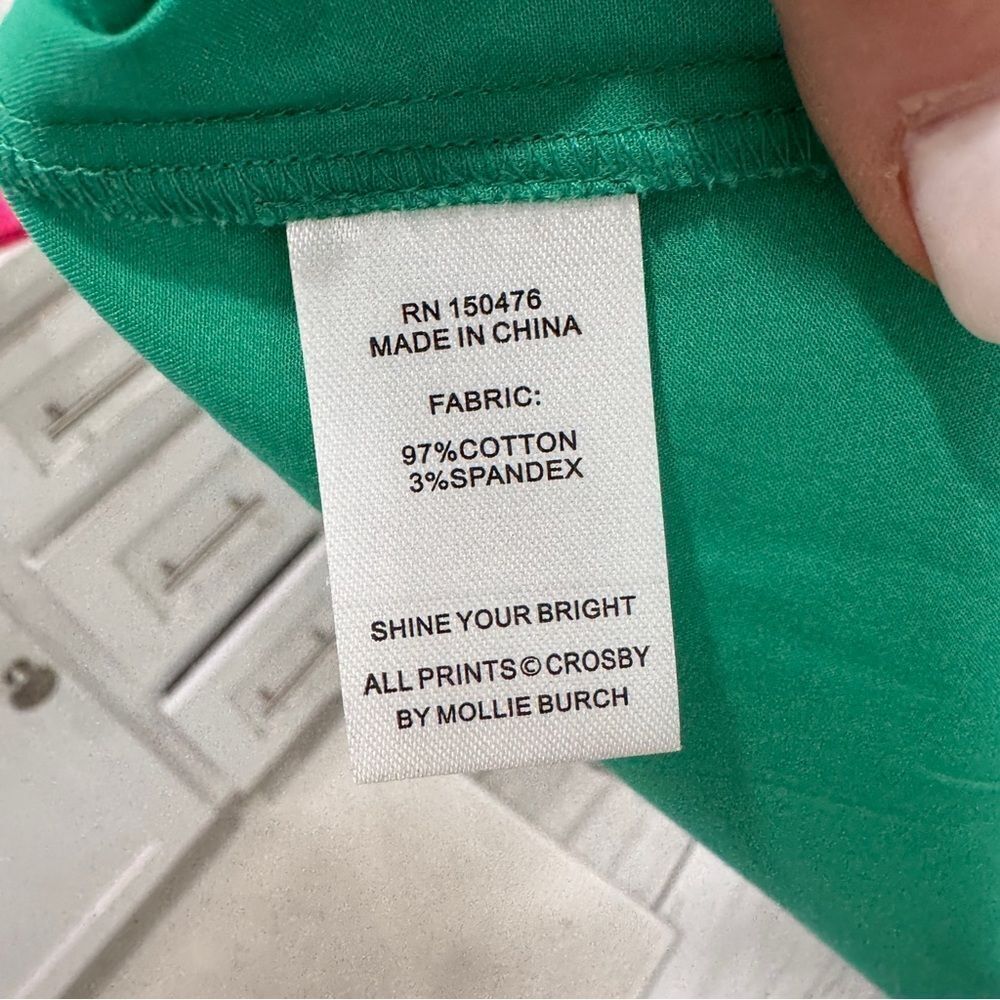 RN 150476
MADE IN CHINA
FABRIC:
97%COTTON
3%SPANDEX
SHINE YOUR BRIGHT
ALL PRINTS©CROSBY
BY MOLLIE BURCH